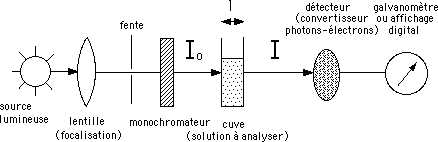 l
détecteur
(convertisseur
photons-électrons)
galvanomètre
ou affichage
digital
fente
I₀
I
source
lumineuse
lentille
(focalisation)
monochromateur
cuve
(solution à analyser)